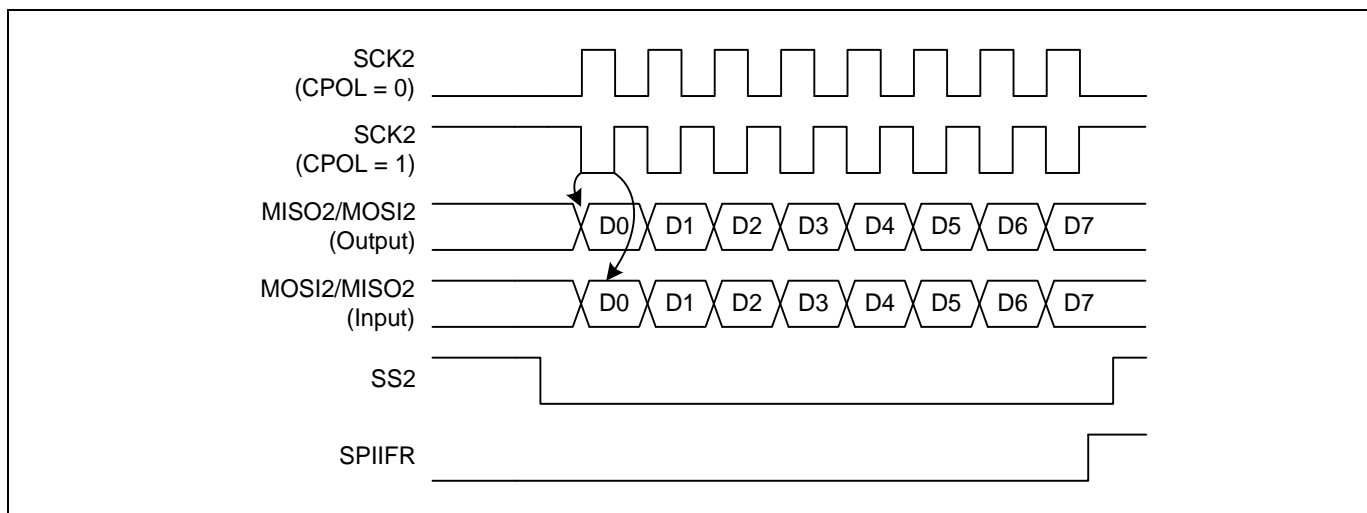 SCK2
(CPOL = 0)
SCK2
(CPOL = 1)
MISO2/MOSI2
(Output)
D0 D1 D2 D3 D4 D5 D6 D7
MOSI2/MISO2
(Input)
D0 D1 D2 D3 D4 D5 D6 D7
SS2
SPIIFR